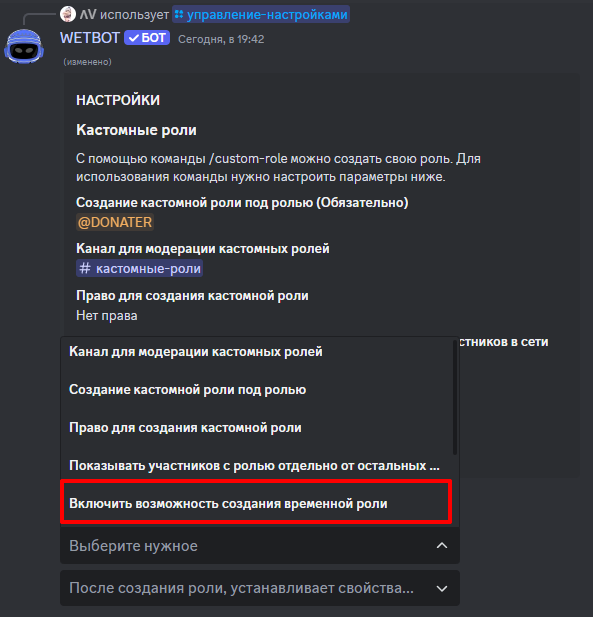 ΛV использует управление-настройками
WETBOT БОТ Сегодня, в 19:42
(изменено)
НАСТРОЙКИ
Кастомные роли
С помощью команды /custom-role можно создать свою роль. Для
использования команды нужно настроить параметры ниже.
Создание кастомной роли под ролью (Обязательно)
@DONATER
Канал для модерации кастомных ролей
# кастомные-роли
Право для создания кастомной роли
Нет права
стников в сети
Канал для модерации кастомных ролей
Создание кастомной роли под ролью
Право для создания кастомной роли
Показывать участников с ролью отдельно от остальных ...
Включить возможность создания временной роли
Выберите нужное
После создания роли, устанавливает свойства...